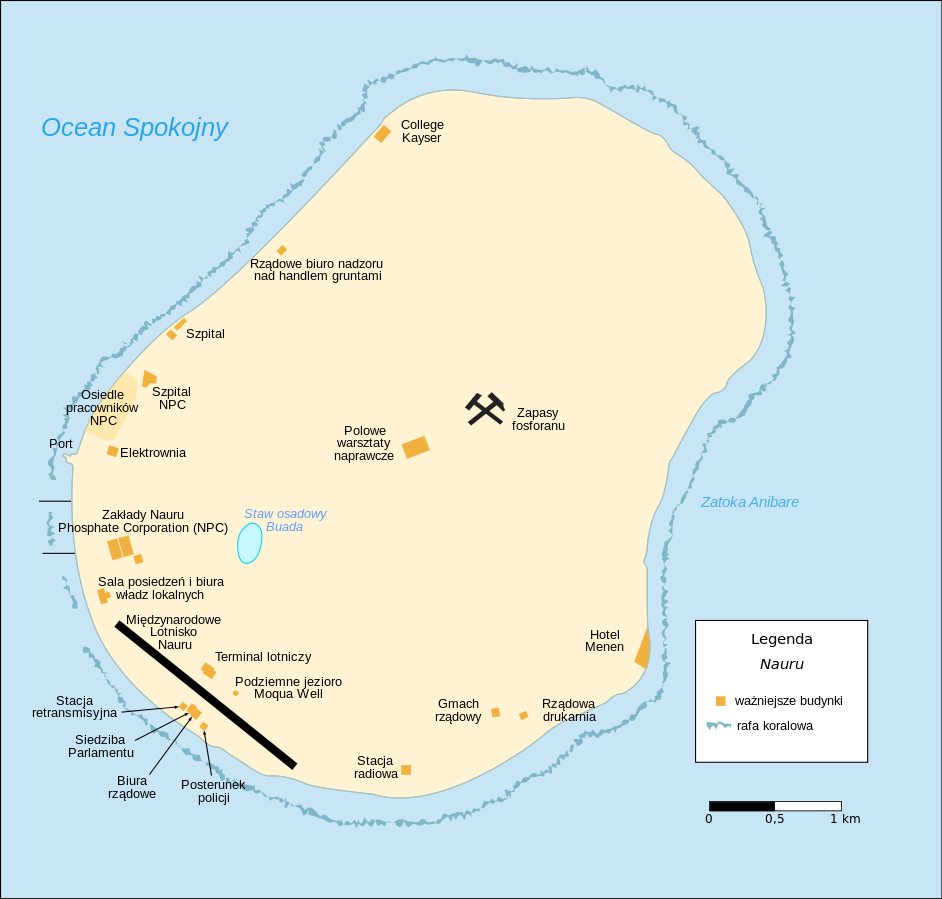 Ocean Spokojny
College
Kayser
Rządowe biuro nadzoru
nad handlem gruntami
Szpital
Osiedle
pracowników
NPC
Szpital
NPC
Zapasy
fosforanu
Polowe
warsztaty
naprawcze
Port
Elektrownia
Zatoka Anibare
Staw osadowy
Buada
Zakłady Nauru
Phosphate Corporation (NPC)
Sala posiedzeń i biura
władz lokalnych
Międzynarodowe
Lotnisko
Nauru
Terminal lotniczy
Podziemne jezioro
Moqua Well
Hotel
Menen
Stacja
retransmisyjna
Siedziba
Parlamentu
Biura
rządowe
Posterunek
policji
Gmach
rządowy
Rządowa
drukarnia
Stacja
radiowa
Legenda
Nauru
ważniejsze budynki
rafa koralowa
0 0,5 1 km